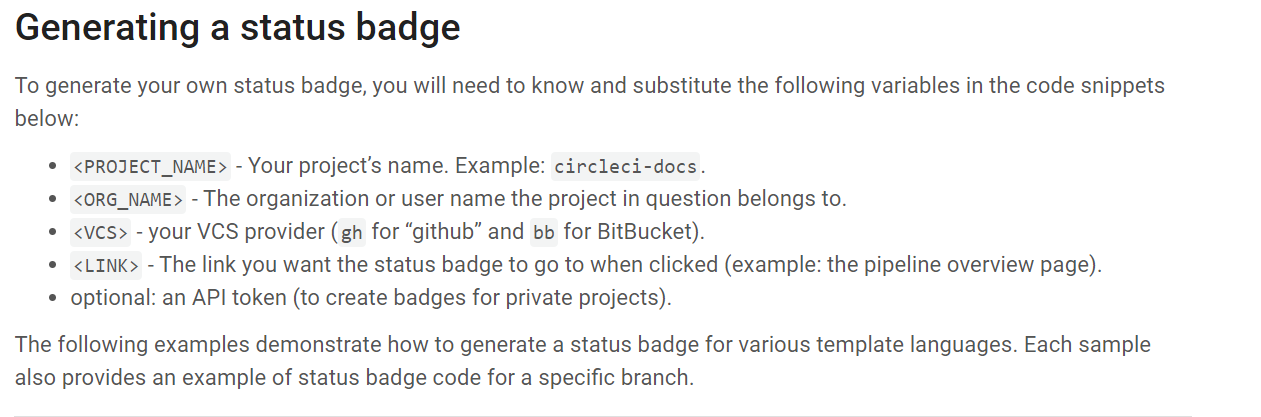 Generating a status badge
To generate your own status badge, you will need to know and substitute the following variables in the code snippets
below:
• <PROJECT_NAME> - Your project’s name. Example: circleci-docs.
• <ORG_NAME> - The organization or user name the project in question belongs to.
• <VCS> - your VCS provider (gh for “github” and bb for BitBucket).
• <LINK> - The link you want the status badge to go to when clicked (example: the pipeline overview page).
• optional: an API token (to create badges for private projects).
The following examples demonstrate how to generate a status badge for various template languages. Each sample
also provides an example of status badge code for a specific branch.